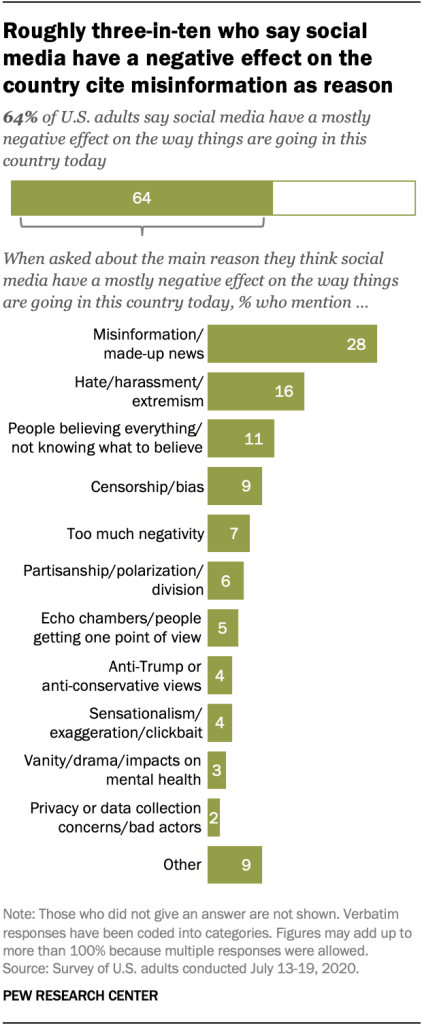 Roughly three-in-ten who say social
media have a negative effect on the
country cite misinformation as reason
64% of U.S. adults say social media have a mostly
negative effect on the way things are going in this
country today
64
When asked about the main reason they think social
media have a mostly negative effect on the way things
are going in this country today, % who mention ...
Misinformation/
made-up news
28
Hate/harassment/
extremism
16
People believing everything/
not knowing what to believe
11
Censorship/bias
9
Too much negativity
7
Partisanship/polarization/
division
6
Echo chambers/people
getting one point of view
5
Anti-Trump or
anti-conservative views
4
Sensationalism/
exaggeration/clickbait
4
Vanity/drama/impacts on
mental health
3
Privacy or data collection
concerns/bad actors
2
Other
9
Note: Those who did not give an answer are not shown. Verbatim
responses have been coded into categories. Figures may add up to
more than 100% because multiple responses were allowed.
Source: Survey of U.S. adults conducted July 13-19, 2020.
PEW RESEARCH CENTER